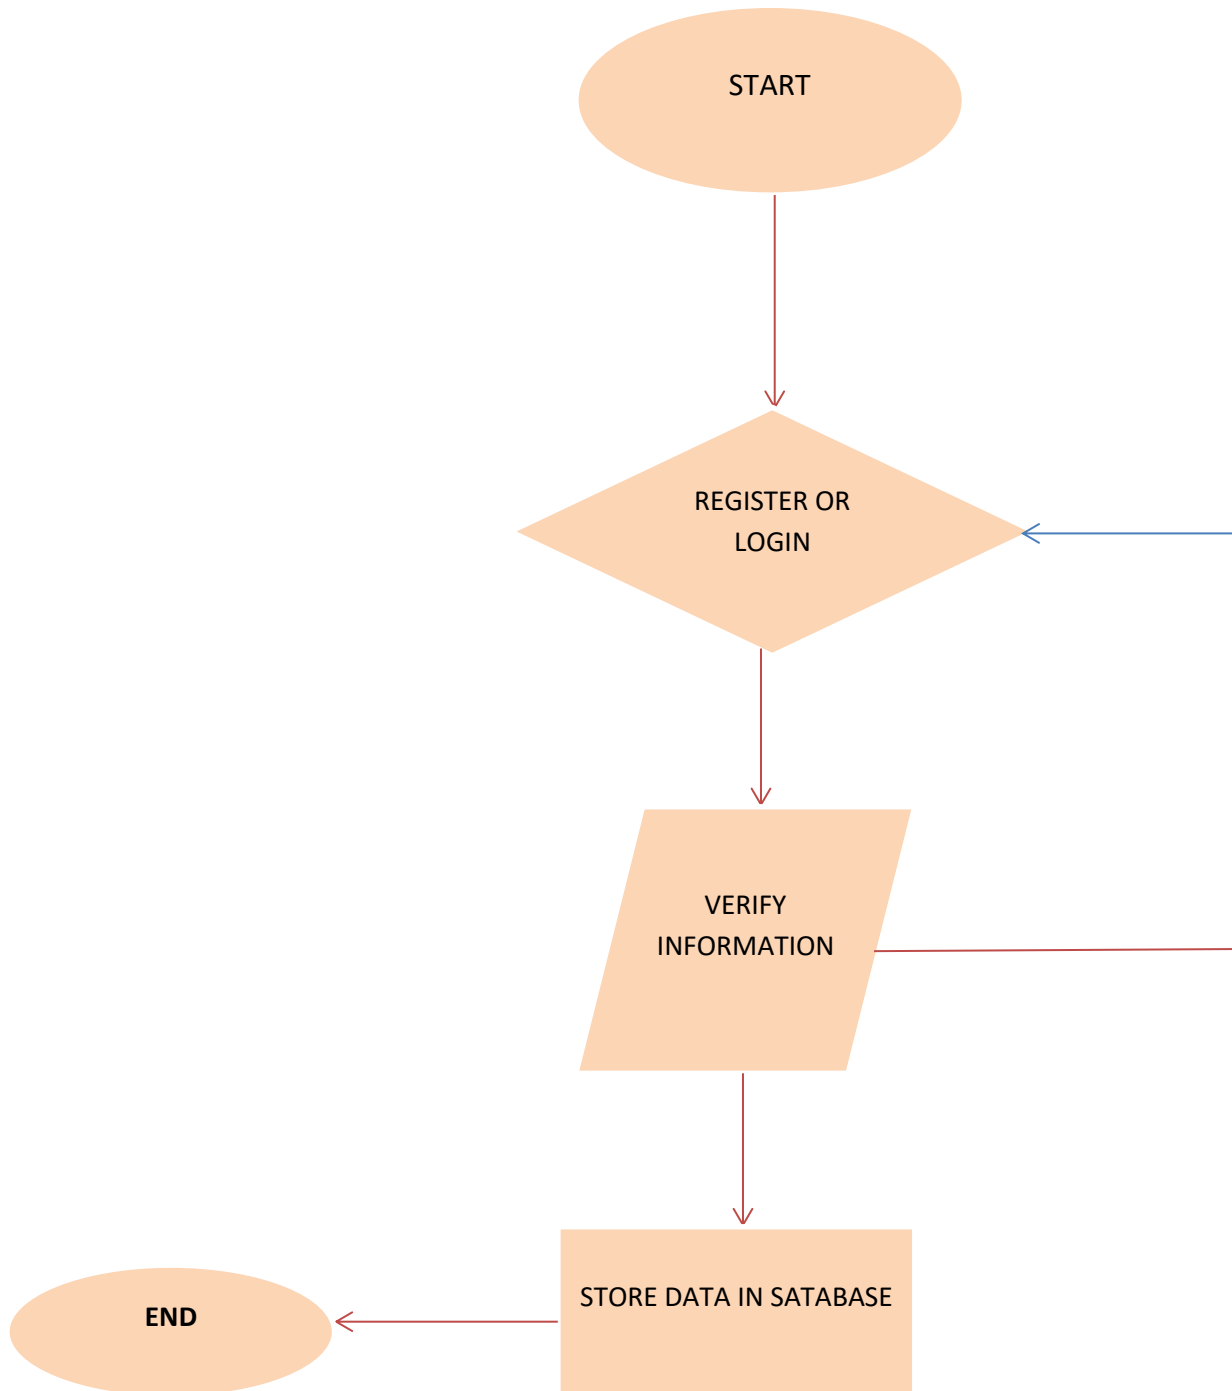 START
REGISTER OR
LOGIN
VERIFY
INFORMATION
STORE DATA IN SATABASE
END